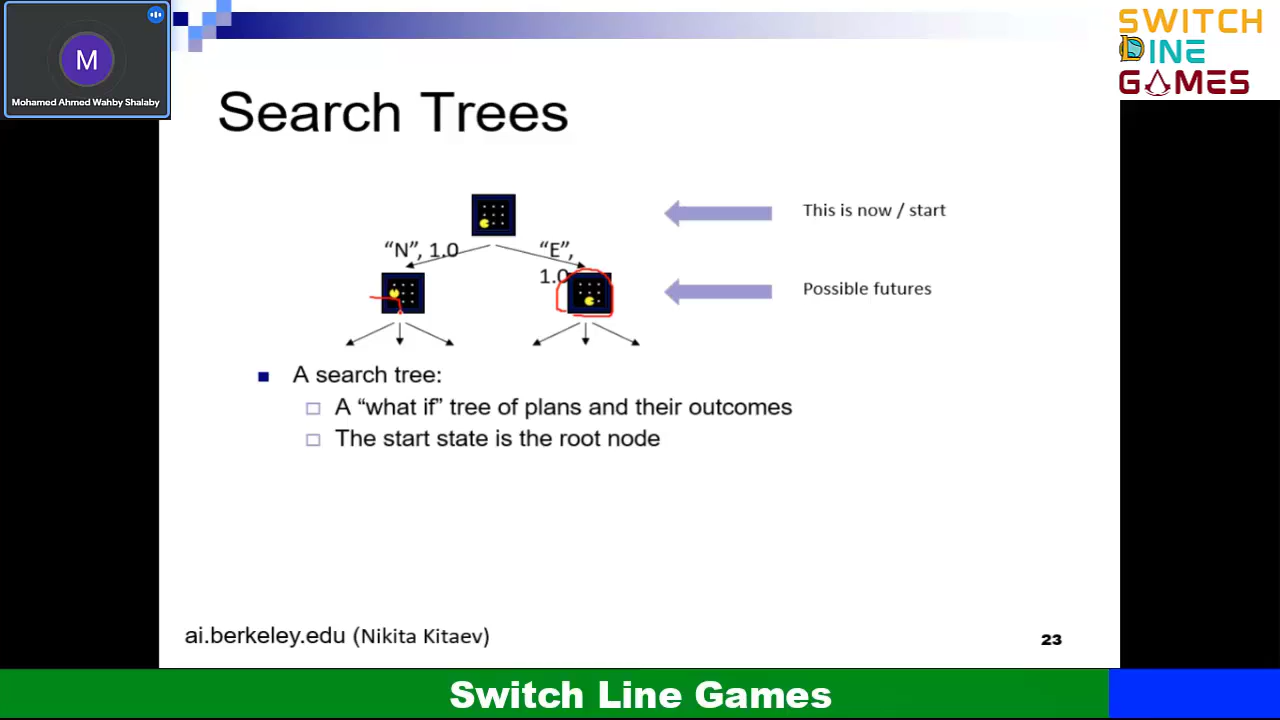 M
Mohamed Ahmed Wahby Shalaby
SWITCH
LINE
GAMES
Search Trees
This is now / start
“N”, 1.0
“E”,
1.0
Possible futures
A search tree:
A “what if” tree of plans and their outcomes
The start state is the root node
ai.berkeley.edu (Nikita Kitaev)
23
Switch Line Games